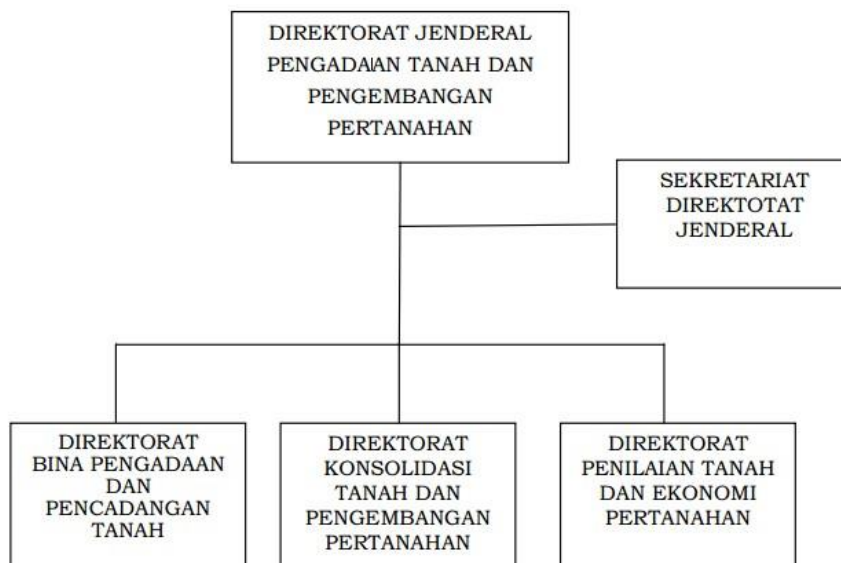 DIREKTORAT JENDERAL
PENGADAAN TANAH DAN
PENGEMBANGAN
PERTANAHAN
SEKRETARIAT
DIREKTOTAT
JENDERAL
DIREKTORAT
BINA PENGADAAN
DAN
PENCADANGAN
TANAH
DIREKTORAT
KONSOLIDASI
TANAH DAN
PENGEMBANGAN
PERTANAHAN
DIREKTORAT
PENILAIAN TANAH
DAN EKONOMI
PERTANAHAN